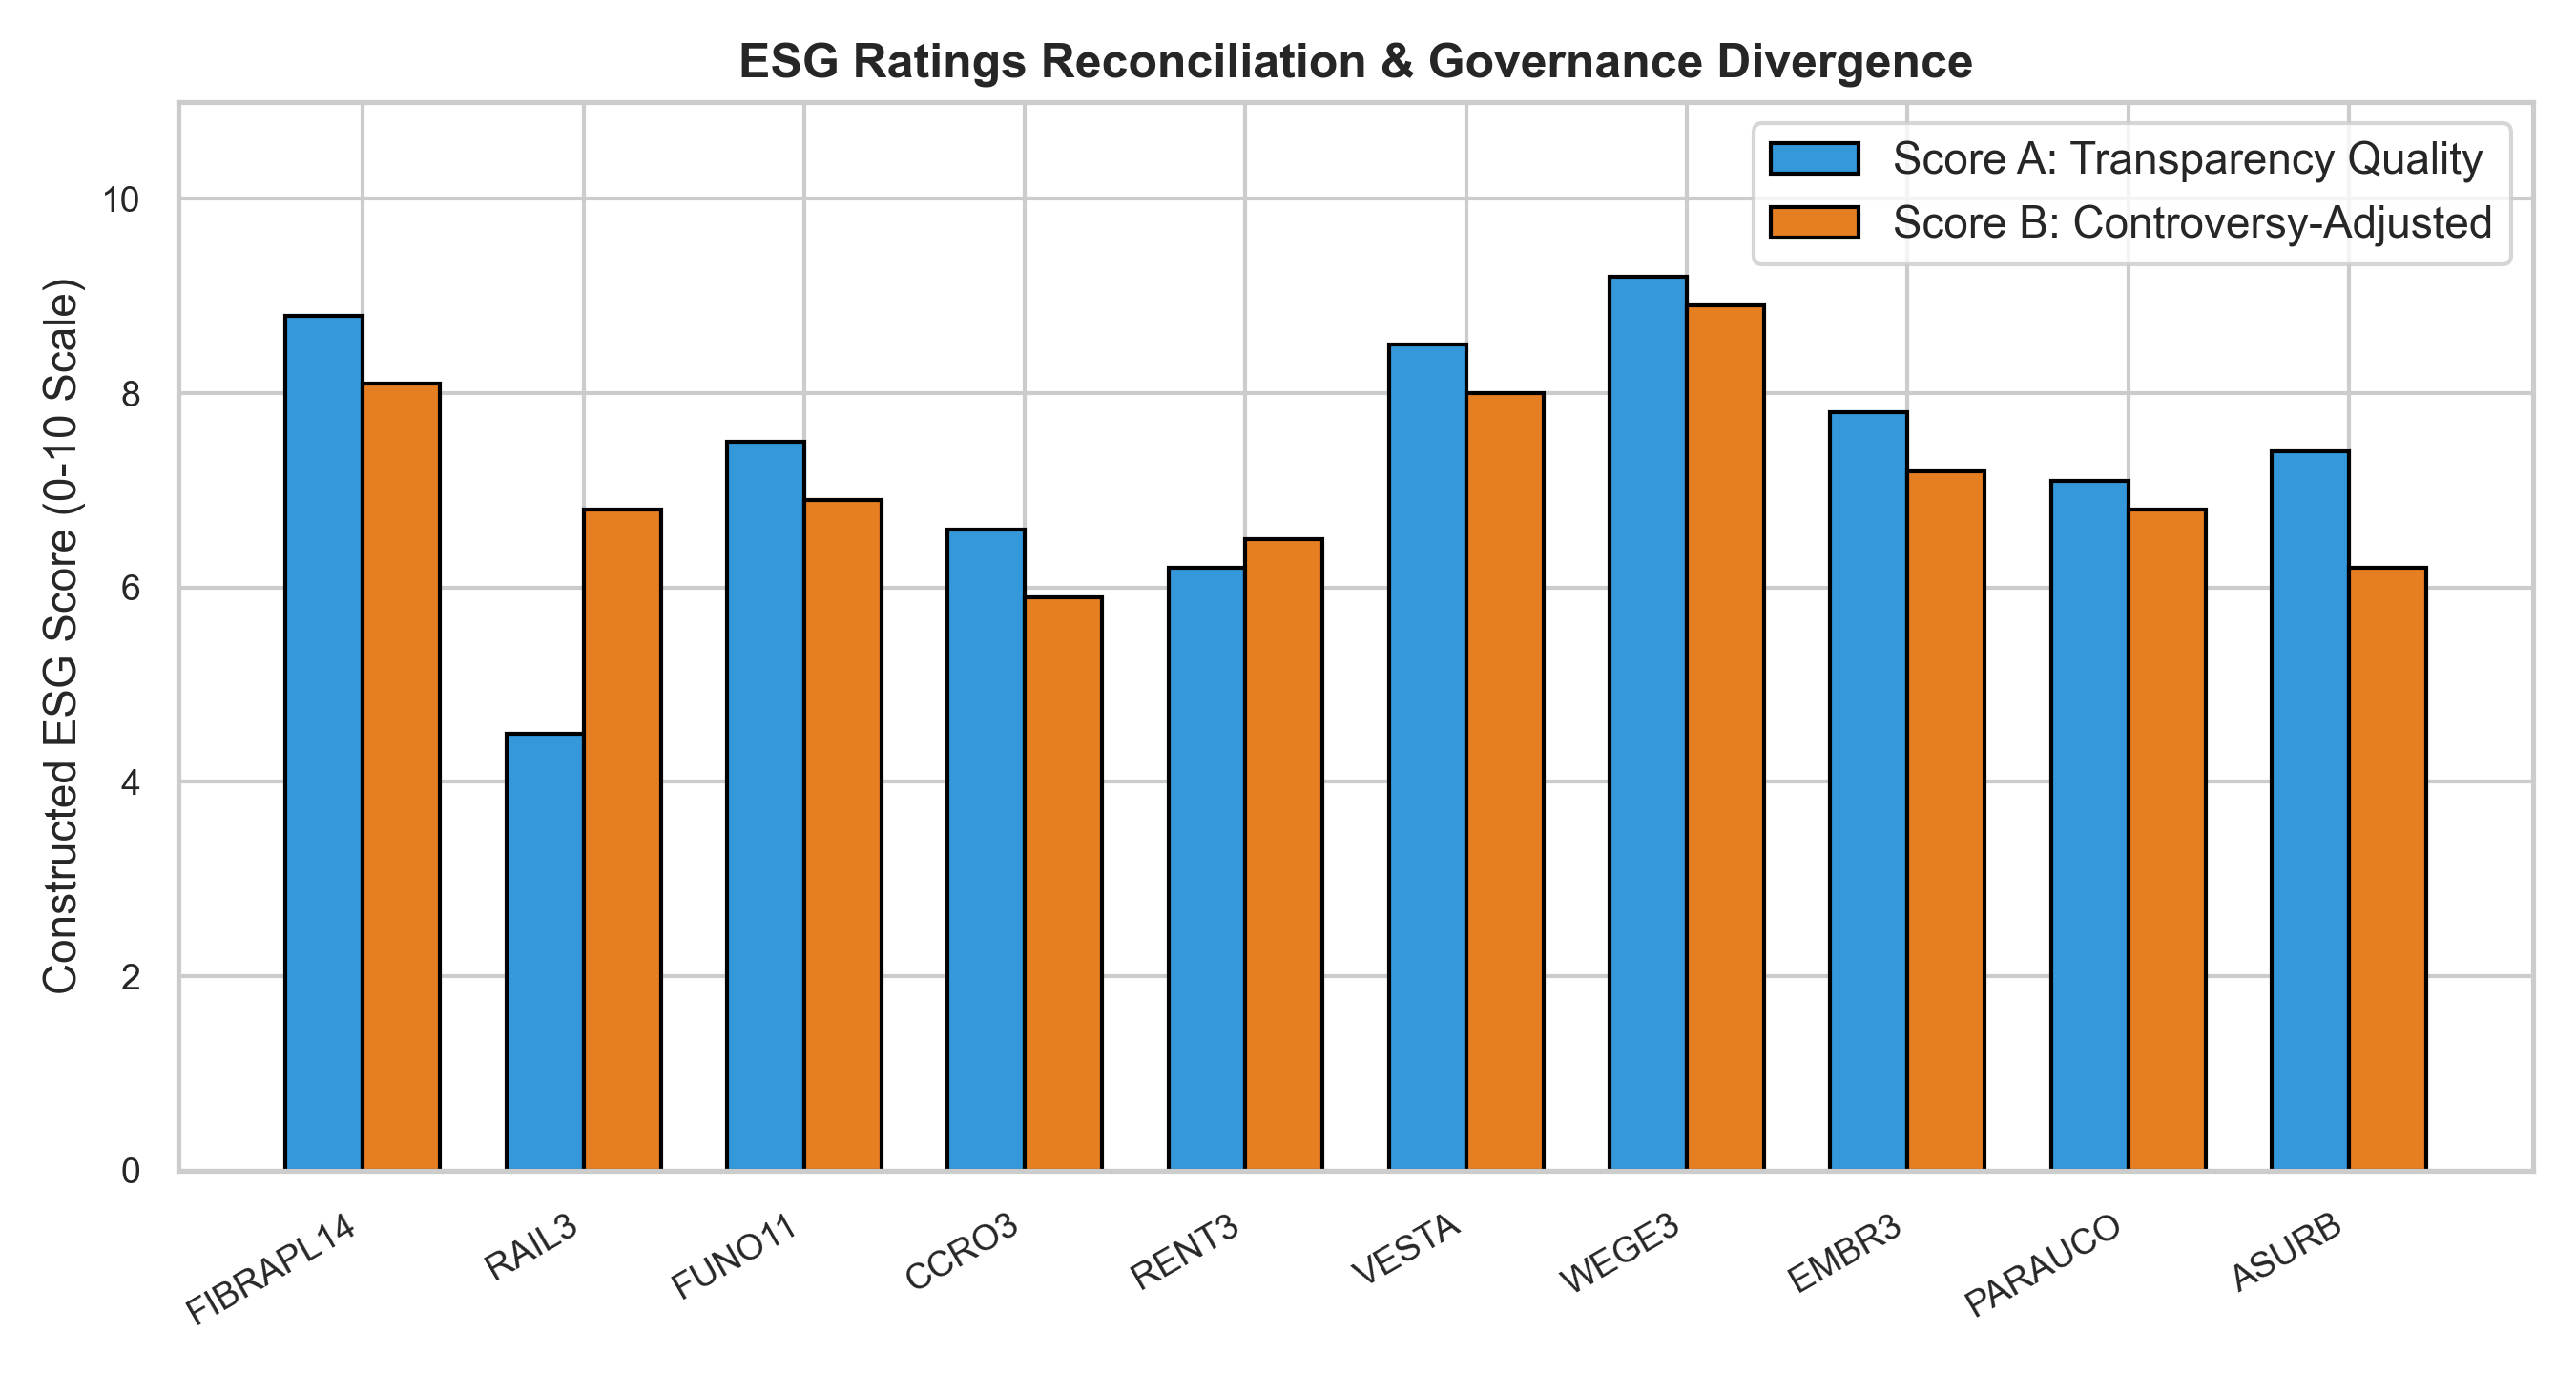 ESG Ratings Reconciliation & Governance Divergence
Score A: Transparency Quality
Score B: Controversy-Adjusted
Constructed ESG Score (0-10 Scale)
10
8
6
4
2
0
FIBRAPL14
RAIL3
FUNO11
CCRO3
RENT3
VESTA
WEGE3
EMBR3
PARAUCO
ASURB